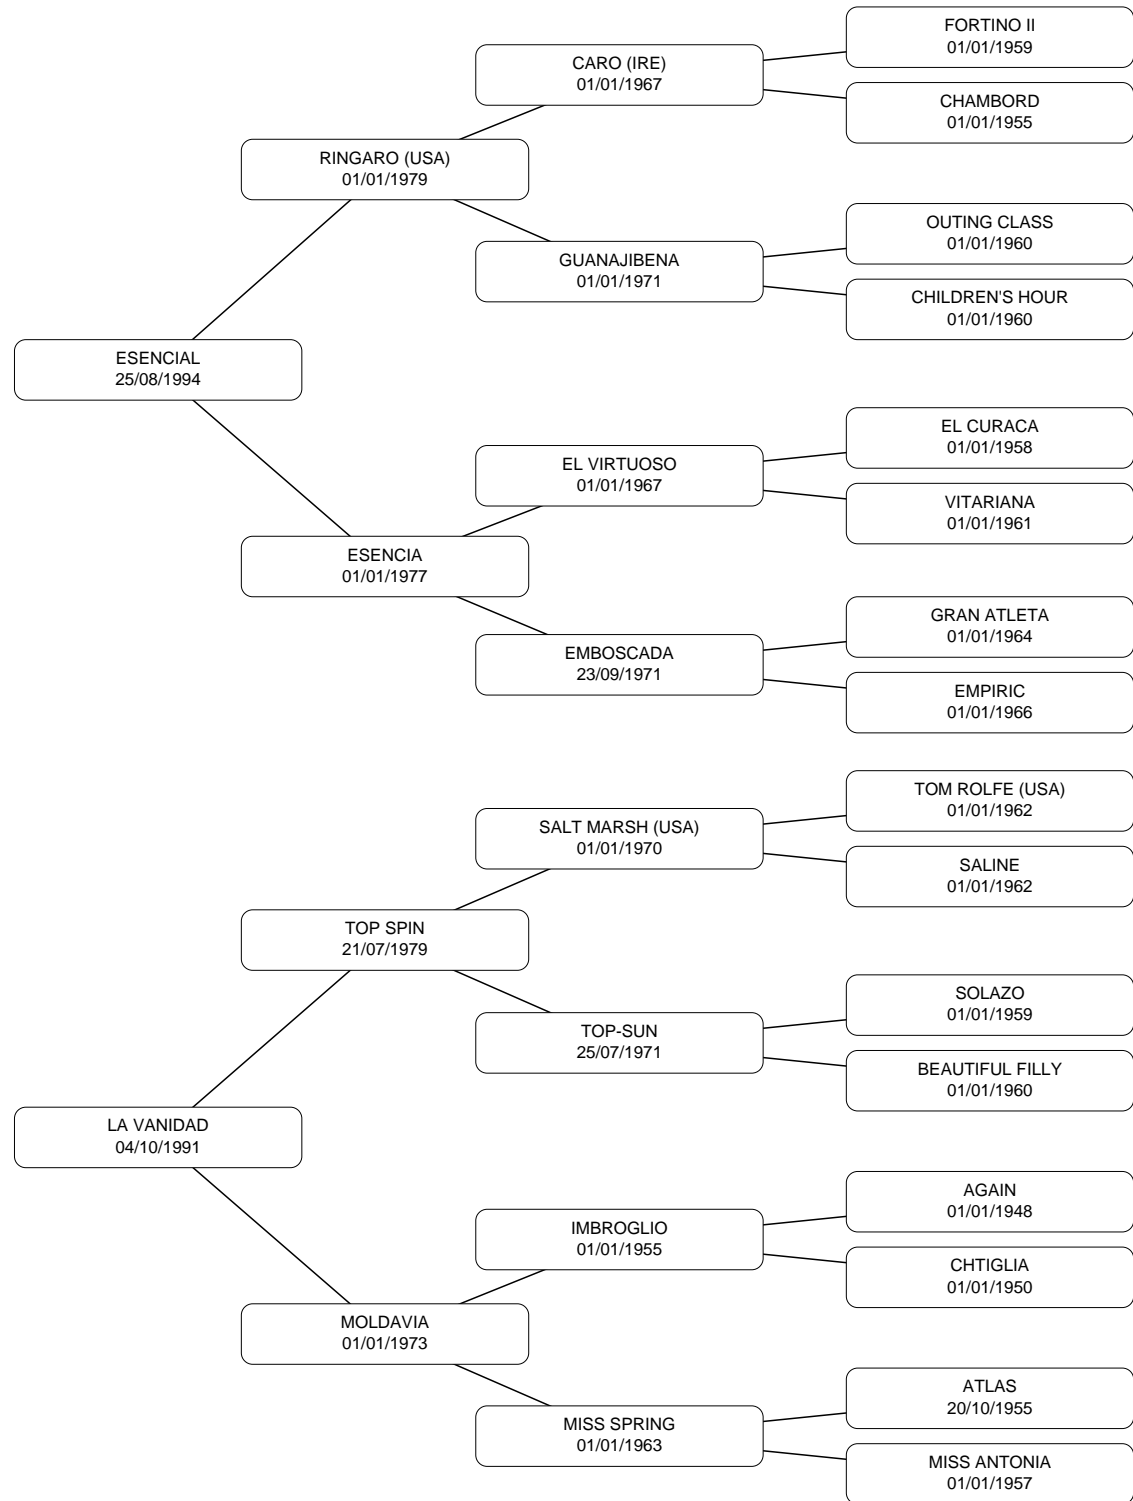 FORTINO II
01/01/1959
CARO (IRE)
01/01/1967
CHAMBORD
01/01/1955
RINGARO (USA)
01/01/1979
OUTING CLASS
01/01/1960
GUANAJIBENA
01/01/1971
CHILDREN'S HOUR
01/01/1960
ESENCIAL
25/08/1994
EL CURACA
01/01/1958
EL VIRTUOSO
01/01/1967
VITARIANA
01/01/1961
ESENCIA
01/01/1977
GRAN ATLETA
01/01/1964
EMBOSCADA
23/09/1971
EMPIRIC
01/01/1966
TOM ROLFE (USA)
01/01/1962
SALT MARSH (USA)
01/01/1970
SALINE
01/01/1962
TOP SPIN
21/07/1979
SOLAZO
01/01/1959
TOP-SUN
25/07/1971
BEAUTIFUL FILLY
01/01/1960
LA VANIDAD
04/10/1991
AGAIN
01/01/1948
IMBROGLIO
01/01/1955
CHTIGLIA
01/01/1950
MOLDAVIA
01/01/1973
ATLAS
20/10/1955
MISS SPRING
01/01/1963
MISS ANTONIA
01/01/1957